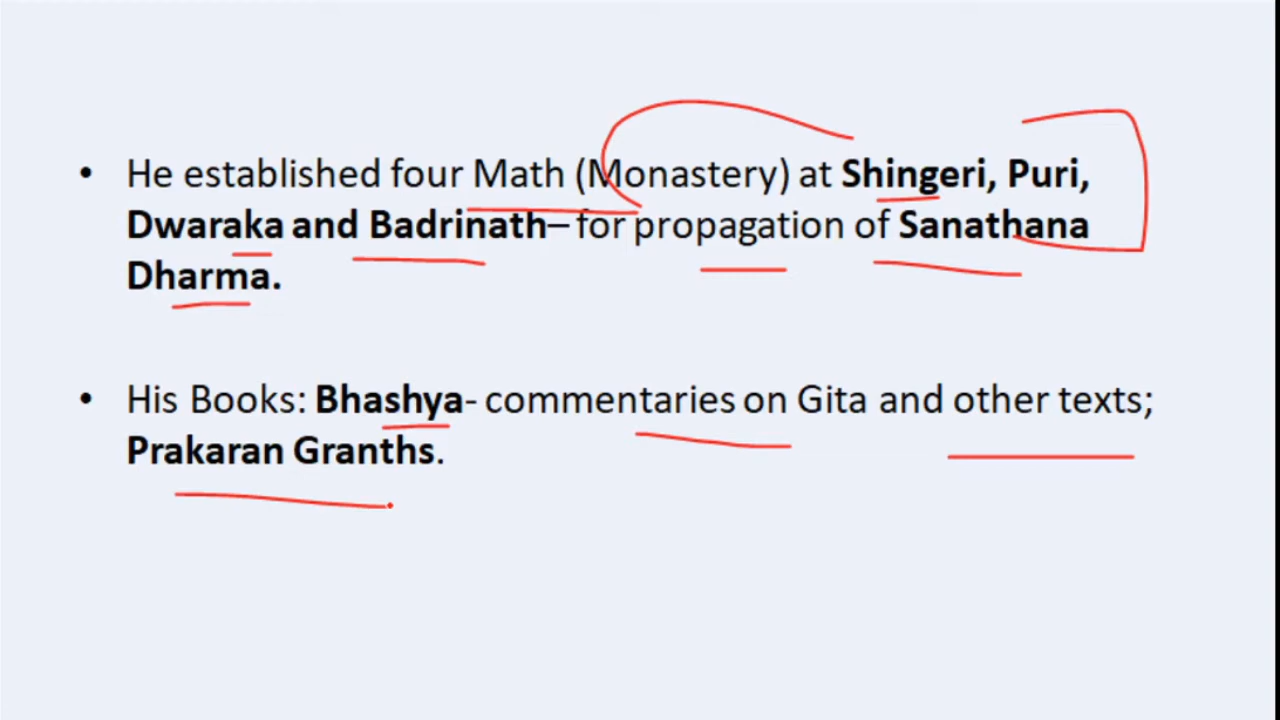 • He established four Math (Monastery) at Shingeri, Puri,
Dwaraka and Badrinath– for propagation of Sanathana
Dharma.
• His Books: Bhashya- commentaries on Gita and other texts;
Prakaran Granths.